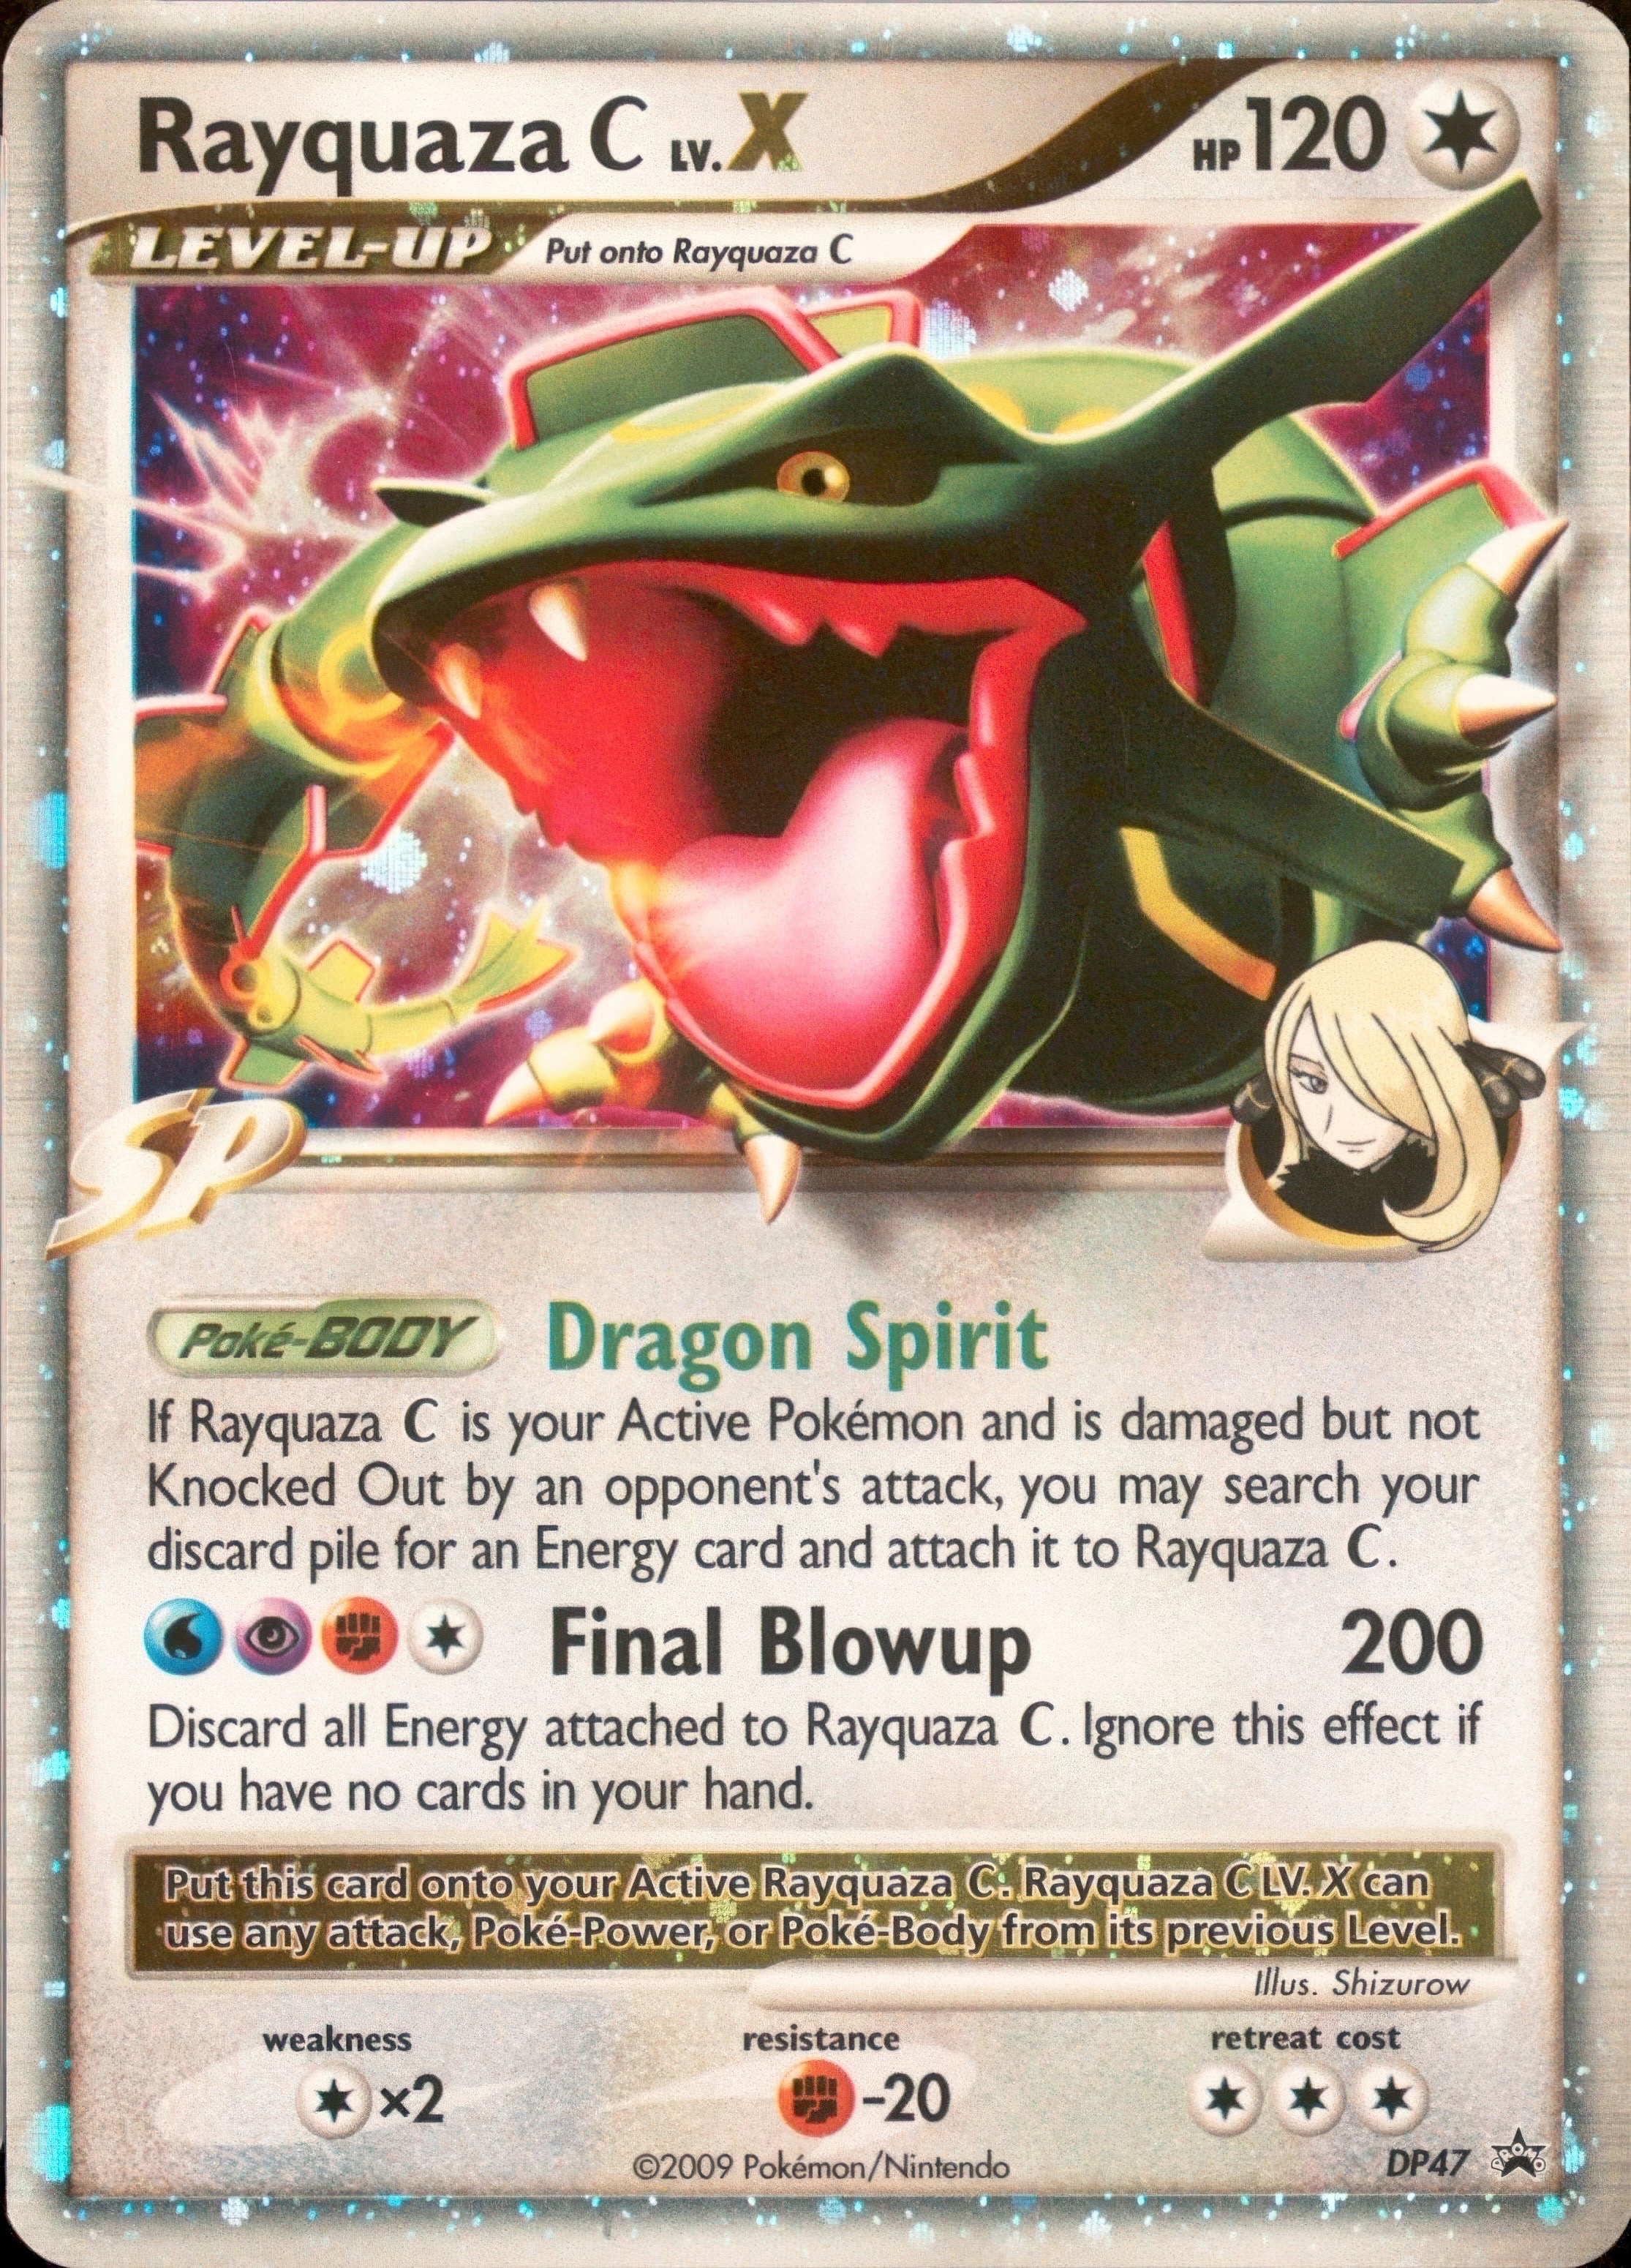 Rayquaza C LV.X HP 120
LEVEL-UP Put onto Rayquaza C
SP
Poké-BODY Dragon Spirit
If Rayquaza C is your Active Pokémon and is damaged but not
Knocked Out by an opponent's attack, you may search your
discard pile for an Energy card and attach it to Rayquaza C.
Final Blowup 200
Discard all Energy attached to Rayquaza C. Ignore this effect if
you have no cards in your hand.
Put this card onto your Active Rayquaza C. Rayquaza C LV. X can
use any attack, Poké-Power, or Poké-Body from its previous Level.
Illus. Shizurow
weakness resistance retreat cost
×2 -20
©2009 Pokémon/Nintendo DP47 PROMO